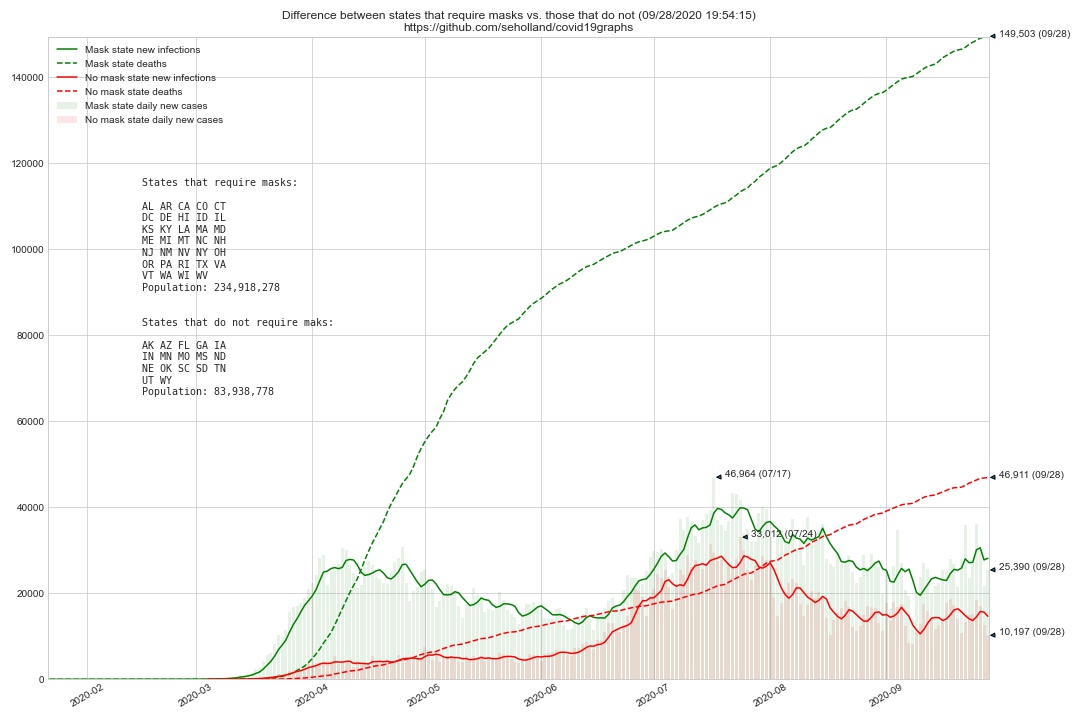 Difference between states that require masks vs. those that do not (09/28/2020 19:54:15)
https://github.com/seholland/covid19graphs
Mask state new infections
Mask state deaths
No mask state new infections
No mask state deaths
Mask state daily new cases
No mask state daily new cases
States that require masks:
AL AR CA CO CT
DC DE HI ID IL
KS KY LA MA MD
ME MI MT NC NH
NJ NM NV NY OH
OR PA RI TX VA
VT WA WI WV
Population: 234,918,278
States that do not require maks:
AK AZ FL GA IA
IN MN MO MS ND
NE OK SC SD TN
UT WY
Population: 83,938,778
149,503 (09/28)
46,964 (07/17)
33,012 (07/24)
46,911 (09/28)
25,390 (09/28)
10,197 (09/28)
140000
120000
100000
80000
60000
40000
20000
0
2020-02
2020-03
2020-04
2020-05
2020-06
2020-07
2020-08
2020-09